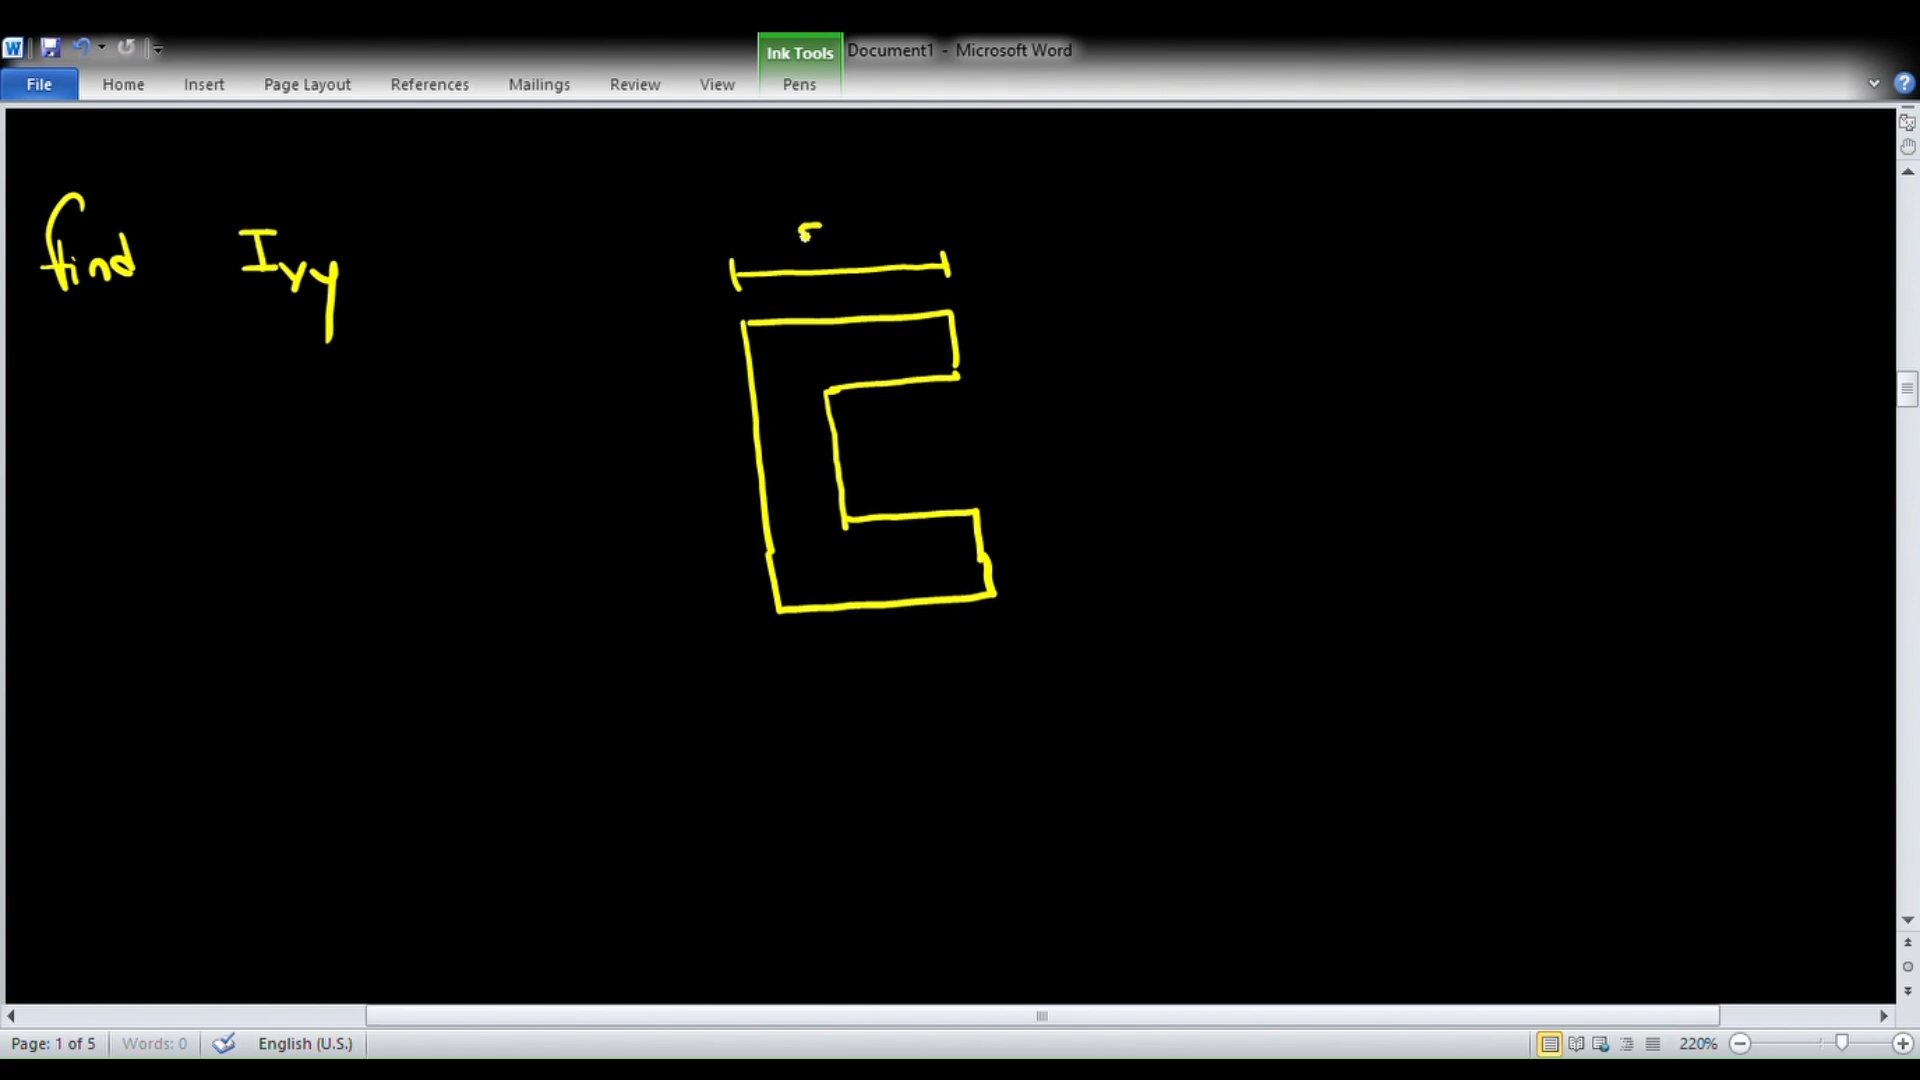 Ink Tools
Document1 - Microsoft Word
File Home Insert Page Layout References Mailings Review View Pens
find Iyy
Page: 1 of 5 Words: 0 English (U.S.) 220%